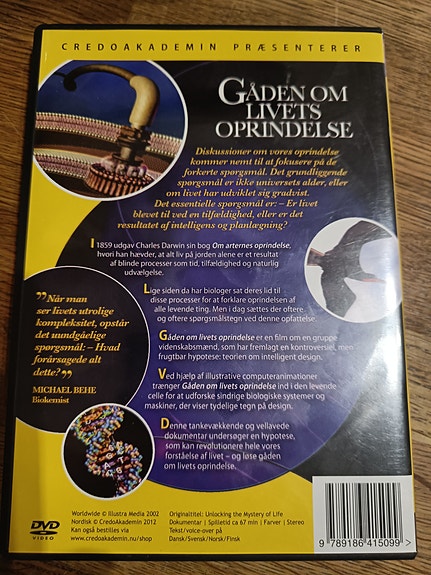 CREDOAKADEMIN PRÆSENTERER
GÅDEN OM
LIVETS
OPRINDELSE
Diskussioner om vores oprindelse
kommer nemt til at fokusere på de
forkerte spørgsmål. Det grundliggende
spørgsmål er ikke universets alder, eller
om livet har udviklet sig gradvist.
Det essentielle spørgsmål er: – Er livet
blevet til ved en tilfældighed, eller er det
resultatet af intelligens og planlægning?
I 1859 udgav Charles Darwin sin bog Om arternes oprindelse,
hvori han hævder, at alt liv på jorden alene er et resultat
af blinde processer som tid, tilfældighed og naturlig
udvælgelse.
Lige siden da har biologer sat deres lid til
disse processer for at forklare oprindelsen af
alle levende ting. Men i dag sættes der oftere
og oftere spørgsmålstegn ved denne opfattelse.
Gåden om livets oprindelse er en film om en gruppe
videnskabsmænd, som har fremlagt en kontroversiel, men
frugtbar hypotese: teorien om intelligent design.
Ved hjælp af illustrative computeranimationer
trænger Gåden om livets oprindelse ind i den levende
celle for at udforske sindrige biologiske systemer og
maskiner, der viser tydelige tegn på design.
Denne tankevækkende og vellavede
dokumentar undersøger en hypotese,
som kan revolutionere hele vores
forståelse af livet – og løse gåden
om livets oprindelse.
”Når man
ser livets utrolige
kompleksitet, opstår
det uundgåelige
spørgsmål: – Hvad
forårsagede alt
dette?”
MICHAEL BEHE
Biokemist
DVD
VIDEO
Worldwide © Illustra Media 2002
Nordisk © CredoAkademin 2012
Kan også bestilles via
www.credoakademin.nu/shop
Originaltitel: Unlocking the Mystery of Life
Dokumentar | Spilletid ca 67 min | Farver | Stereo
Tekst/voice-over på
Dansk/Svensk/Norsk/Finsk
9 789186 415099 >